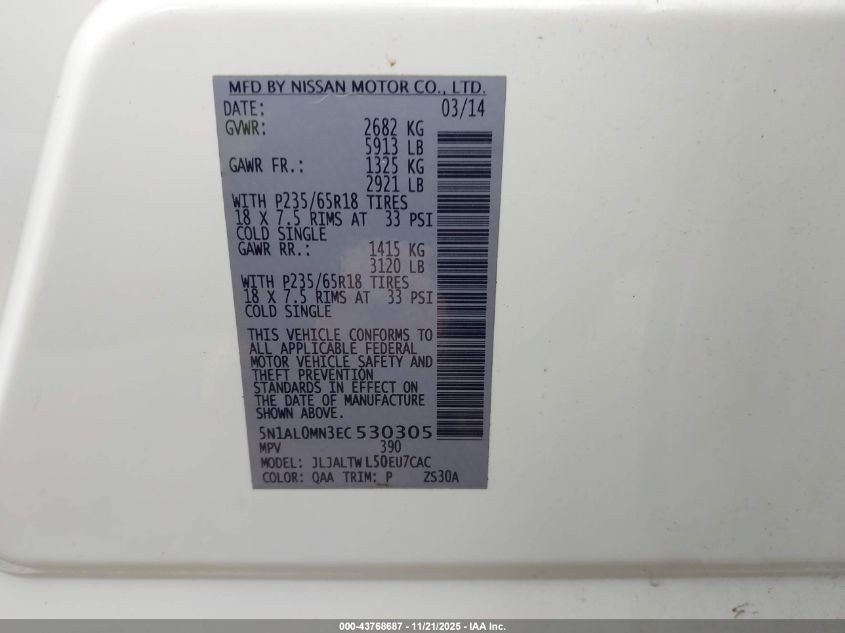 MFD BY NISSAN MOTOR CO., LTD.
DATE: 03/14
GVWR: 2682 KG
5913 LB
GAWR FR.: 1325 KG
2921 LB
WITH P235/65R18 TIRES
18 X 7.5 RIMS AT 33 PSI
COLD SINGLE
GAWR RR.: 1415 KG
3120 LB
WITH P235/65R18 TIRES
18 X 7.5 RIMS AT 33 PSI
COLD SINGLE
THIS VEHICLE CONFORMS TO
ALL APPLICABLE FEDERAL
MOTOR VEHICLE SAFETY AND
THEFT PREVENTION
STANDARDS IN EFFECT ON
THE DATE OF MANUFACTURE
SHOWN ABOVE.
5N1AL0MN3EC530305
MPV 390
MODEL: JLJALTWL50EU7CAC
COLOR: QAA TRIM: P ZS30A
000-43768687 - 11/21/2025 - IAA Inc.